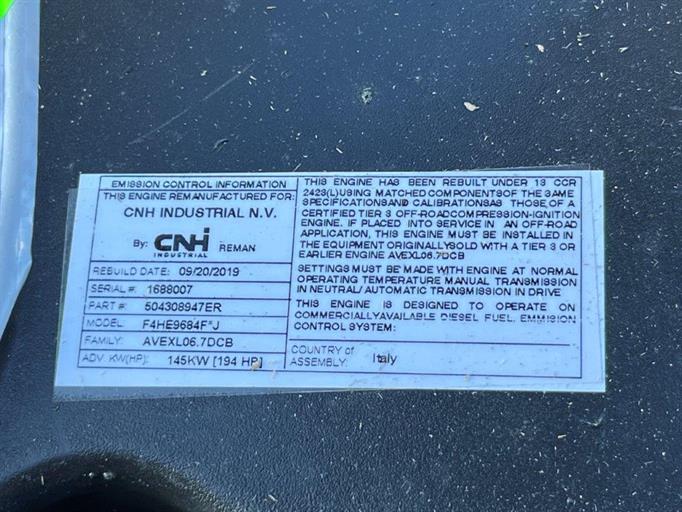 EMISSION CONTROL INFORMATION
THIS ENGINE REMANUFACTURED FOR:
CNH INDUSTRIAL N.V.
By: CNH REMAN
INDUSTRIAL
REBUILD DATE: 09/20/2019
SERIAL #: 1688007
PART #: 504308947ER
MODEL: F4HE9684F*J
FAMILY: AVEXL06.7DCB
ADV. KW(HP): 145KW [194 HP]
THIS ENGINE HAS BEEN REBUILT UNDER 13 CCR
2423(L)USING MATCHED COMPONENTSOF THE SAME
SPECIFICATIONSAND CALIBRATIONSAS THOSE, OF A
CERTIFIED TIER 3 OFF-ROADCOMPRESSION-IGNITION
ENGINE. IF PLACED INTO SERVICE IN AN OFF-ROAD
APPLICATION, THIS ENGINE MUST BE INSTALLED IN
THE EQUIPMENT ORIGINALLYSOLD WITH A TIER 3 OR
EARLIER ENGINE AVEXL06.7DCB
SETTINGS MUST BE MADE WITH ENGINE AT NORMAL
OPERATING TEMPERATURE MANUAL TRANSMISSION
IN NEUTRAL/ AUTOMATIC TRANSMISSION IN DRIVE
THIS ENGINE IS DESIGNED TO OPERATE ON
COMMERCIALLYAVAILABLE DIESEL FUEL. EMMISION
CONTROL SYSTEM:
COUNTRY of
ASSEMBLY: Italy